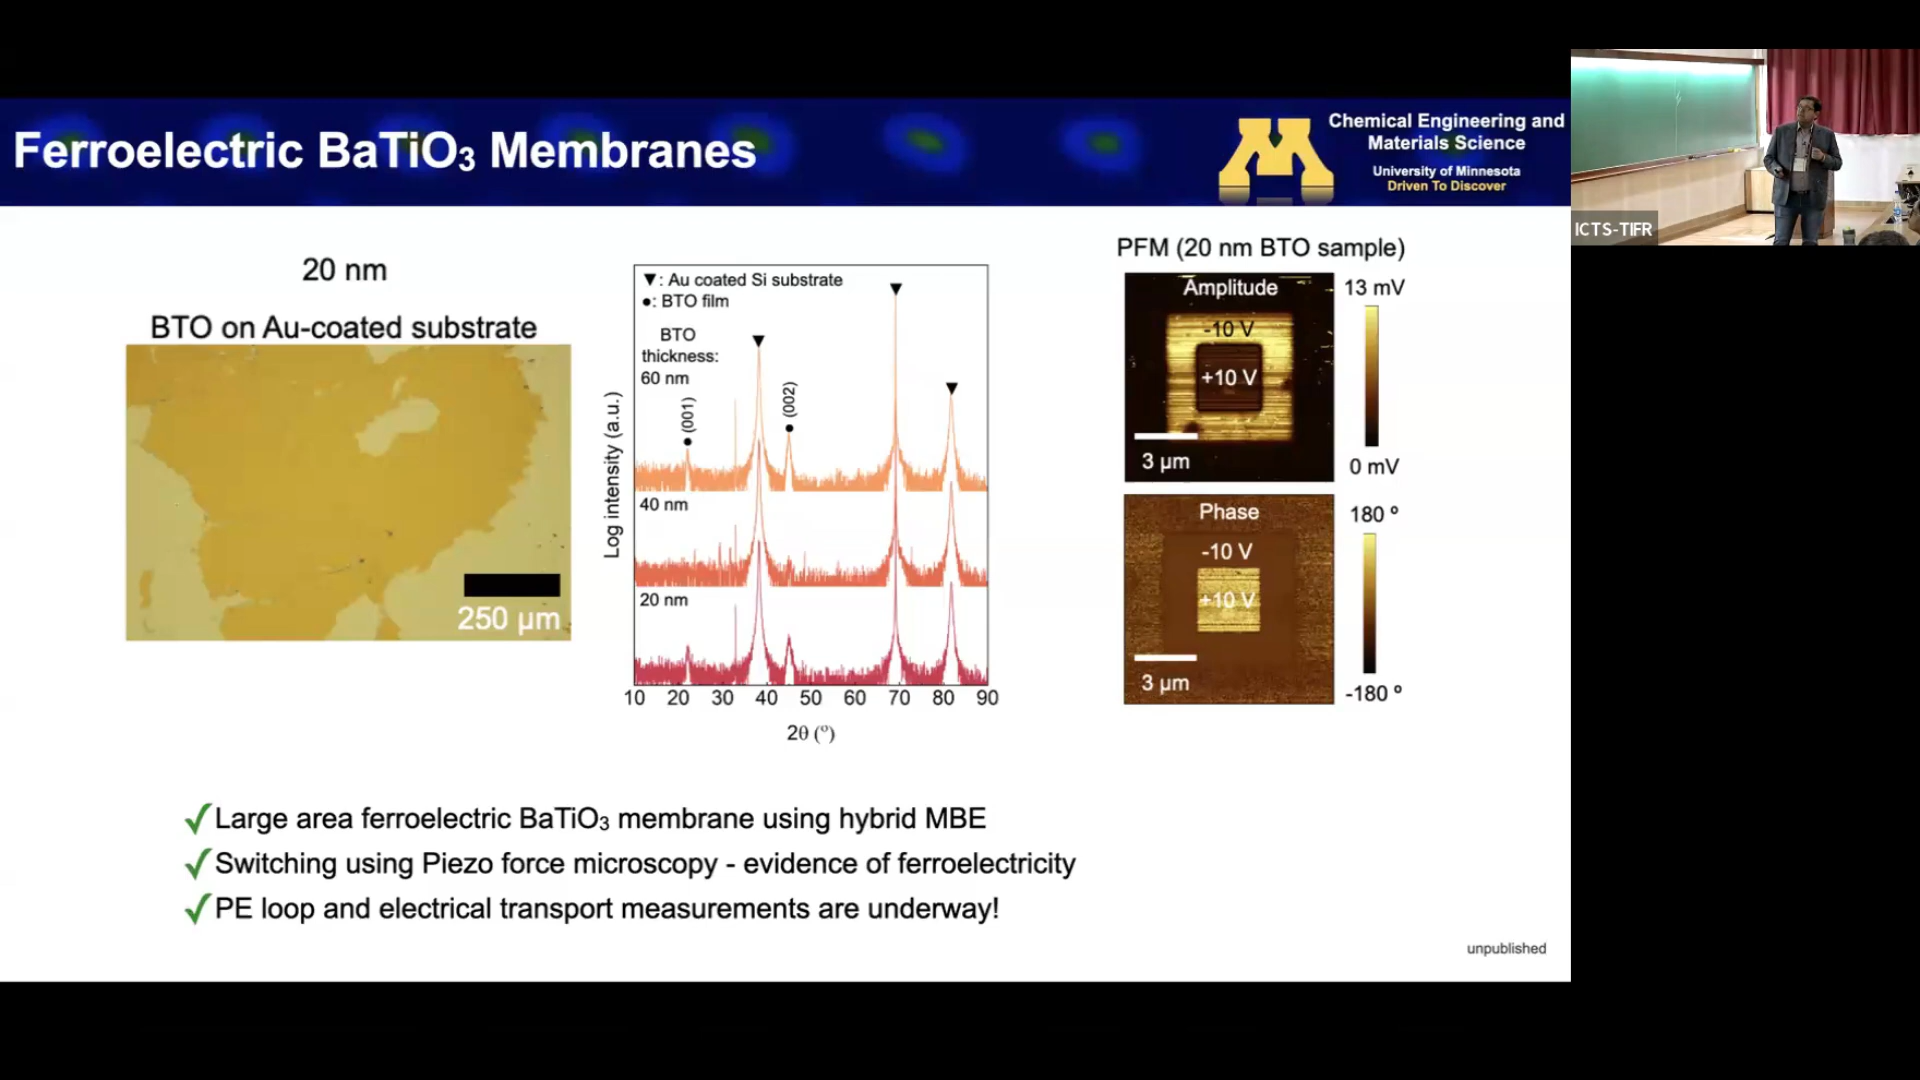 Ferroelectric BaTiO₃ Membranes
Chemical Engineering and
Materials Science
University of Minnesota
Driven To Discover
ICTS-TIFR
20 nm
BTO on Au-coated substrate
250 µm
▼: Au coated Si substrate
●: BTO film
BTO
thickness:
60 nm
(001)
(002)
40 nm
20 nm
Log intensity (a.u.)
10 20 30 40 50 60 70 80 90
2θ (°)
PFM (20 nm BTO sample)
Amplitude
-10 V
+10 V
3 µm
13 mV
0 mV
Phase
-10 V
+10 V
3 µm
180 º
-180 º
✓Large area ferroelectric BaTiO₃ membrane using hybrid MBE
✓Switching using Piezo force microscopy - evidence of ferroelectricity
✓PE loop and electrical transport measurements are underway!
unpublished